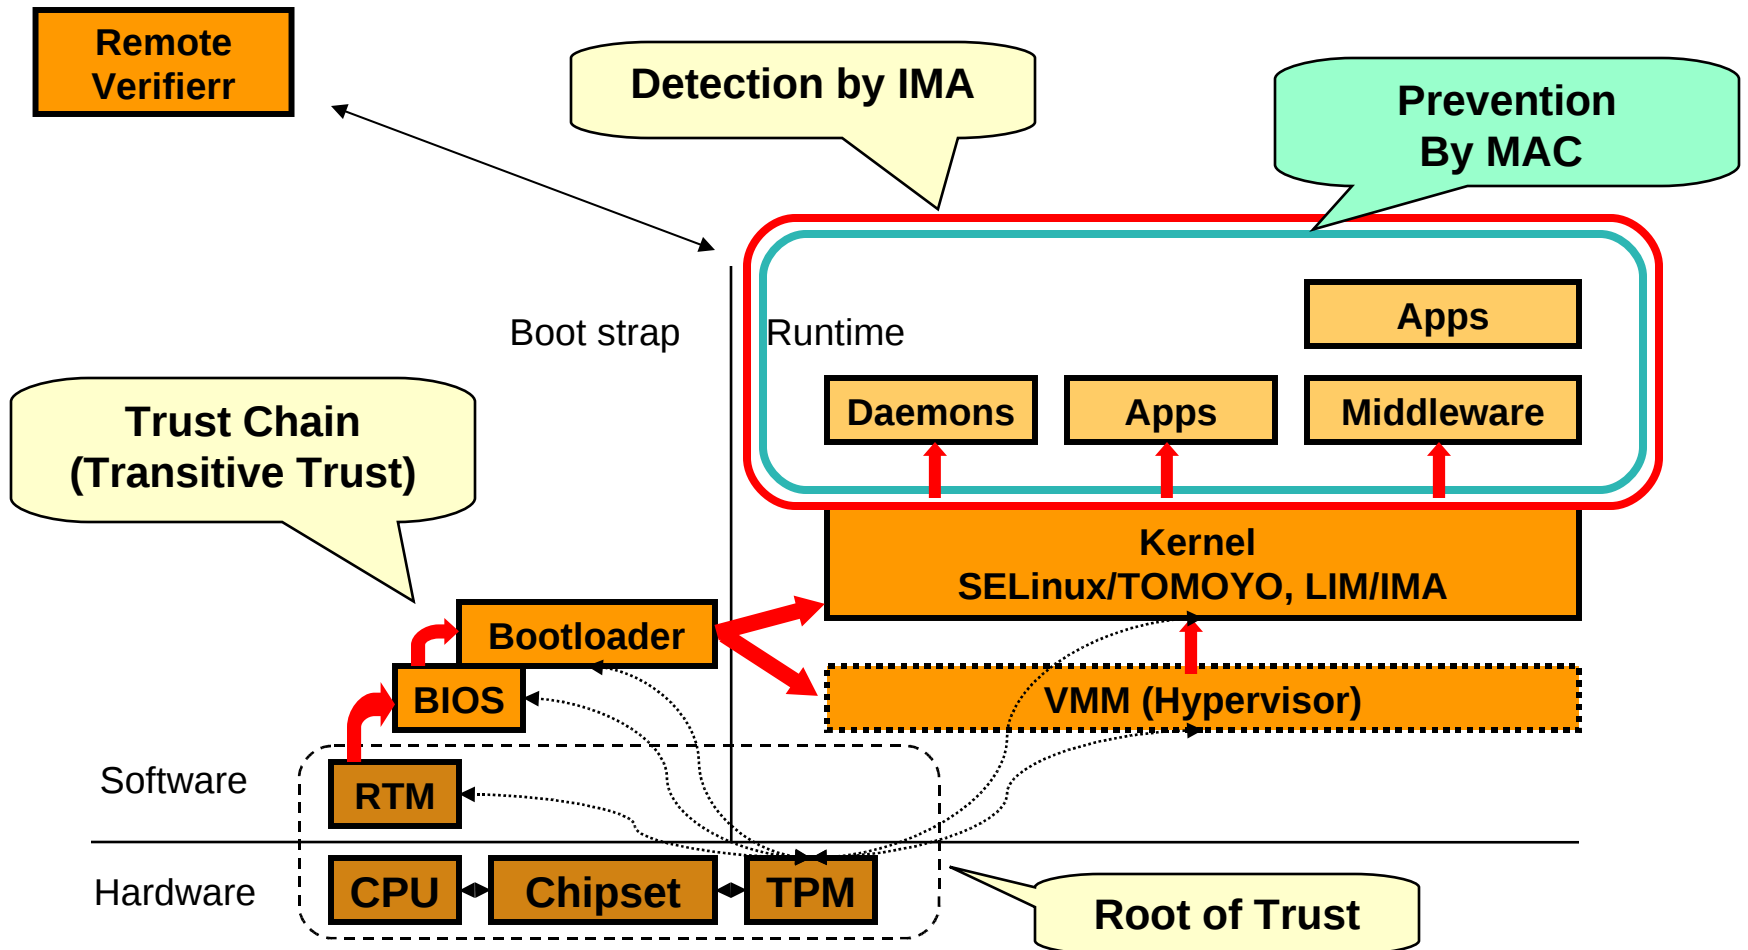 Remote
Verifierr
Detection by IMA
Prevention
By MAC
Boot strap
Runtime
Apps
Trust Chain
(Transitive Trust)
Daemons
Apps
Middleware
Kernel
SELinux/TOMOYO, LIM/IMA
Bootloader
BIOS
VMM (Hypervisor)
Software
RTM
Hardware
CPU
Chipset
TPM
Root of Trust